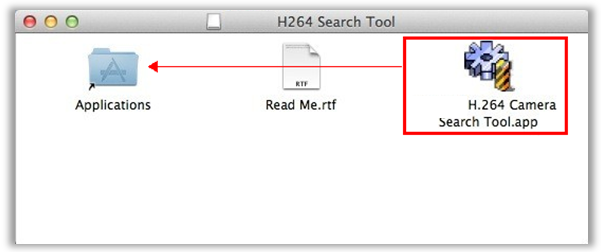 H264 Search Tool
RTF
Applications
Read Me.rtf
H.264 Camera
Search Tool.app